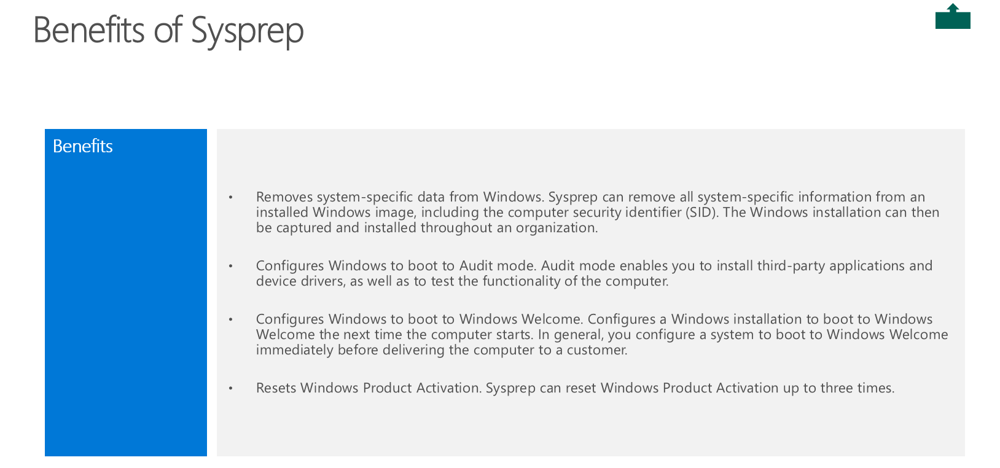 Benefits of Sysprep
Benefits
• Removes system-specific data from Windows. Sysprep can remove all system-specific information from an
installed Windows image, including the computer security identifier (SID). The Windows installation can then
be captured and installed throughout an organization.
• Configures Windows to boot to Audit mode. Audit mode enables you to install third-party applications and
device drivers, as well as to test the functionality of the computer.
• Configures Windows to boot to Windows Welcome. Configures a Windows installation to boot to Windows
Welcome the next time the computer starts. In general, you configure a system to boot to Windows Welcome
immediately before delivering the computer to a customer.
• Resets Windows Product Activation. Sysprep can reset Windows Product Activation up to three times.